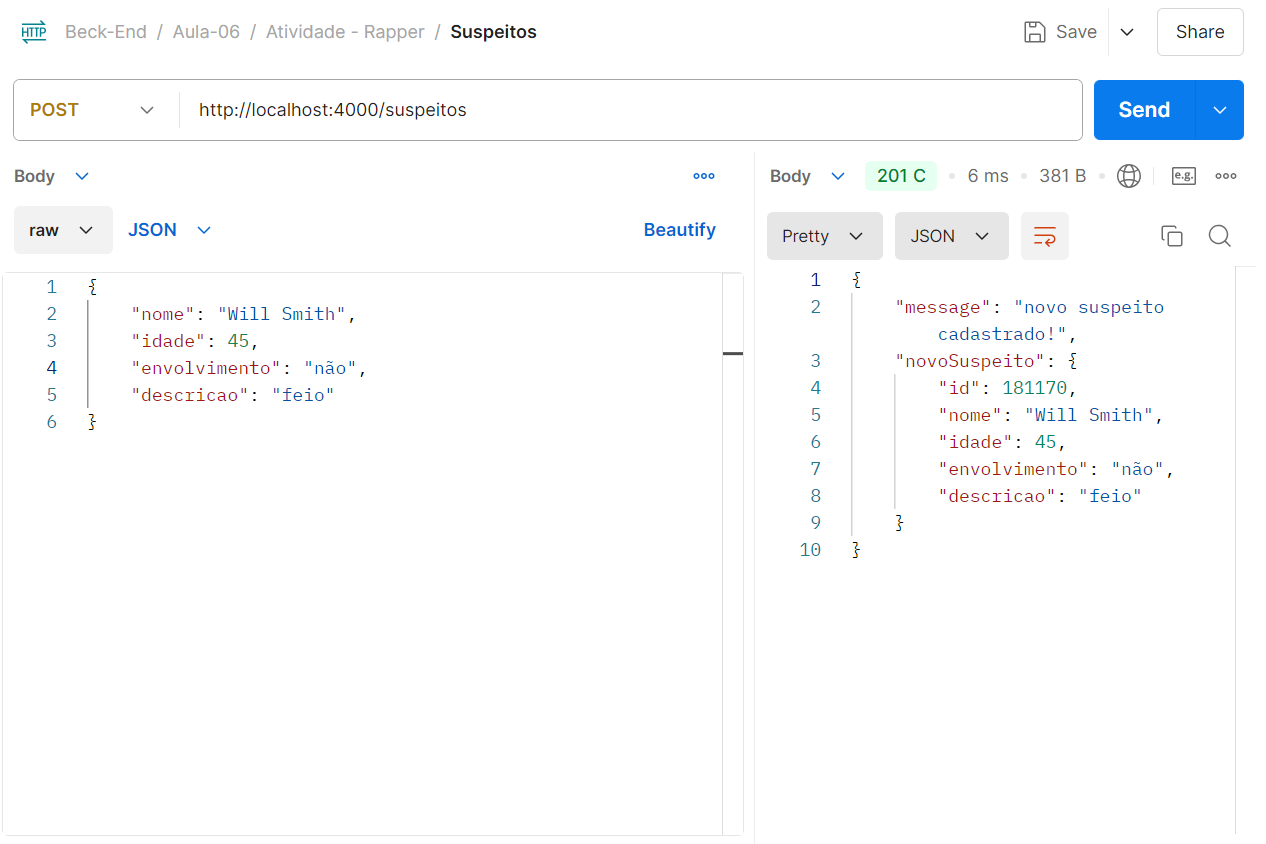 HTTP Beck-End / Aula-06 / Atividade - Rapper / Suspeitos Save Share
POST http://localhost:4000/suspeitos Send
Body
raw JSON Beautify
1 {
2 "nome": "Will Smith",
3 "idade": 45,
4 "envolvimento": "não",
5 "descricao": "feio"
6 }
Body 201 C 6 ms 381 B e.g.
Pretty JSON
1 {
2 "message": "novo suspeito
cadastrado!",
3 "novoSuspeito": {
4 "id": 181170,
5 "nome": "Will Smith",
6 "idade": 45,
7 "envolvimento": "não",
8 "descricao": "feio"
9 }
10 }